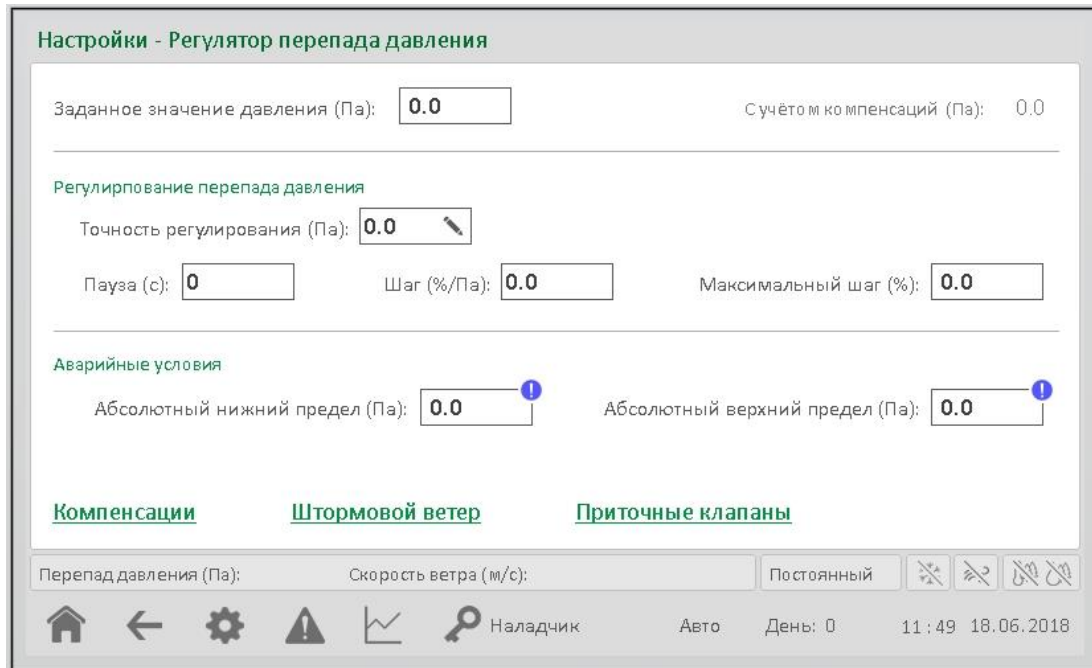 Настройки - Регулятор перепада давления
Заданное значение давления (Па): 0.0 С учётом компенсаций (Па): 0.0
Регулирпование перепада давления
Точность регулирования (Па): 0.0
Пауза (с): 0 Шаг (%/Па): 0.0 Максимальный шаг (%): 0.0
Аварийные условия
Абсолютный нижний предел (Па): 0.0 Абсолютный верхний предел (Па): 0.0
Компенсации Штормовой ветер Приточные клапаны
Перепад давления (Па): Скорость ветра (м/с): Постоянный
Наладчик Авто День: 0 11:49 18.06.2018